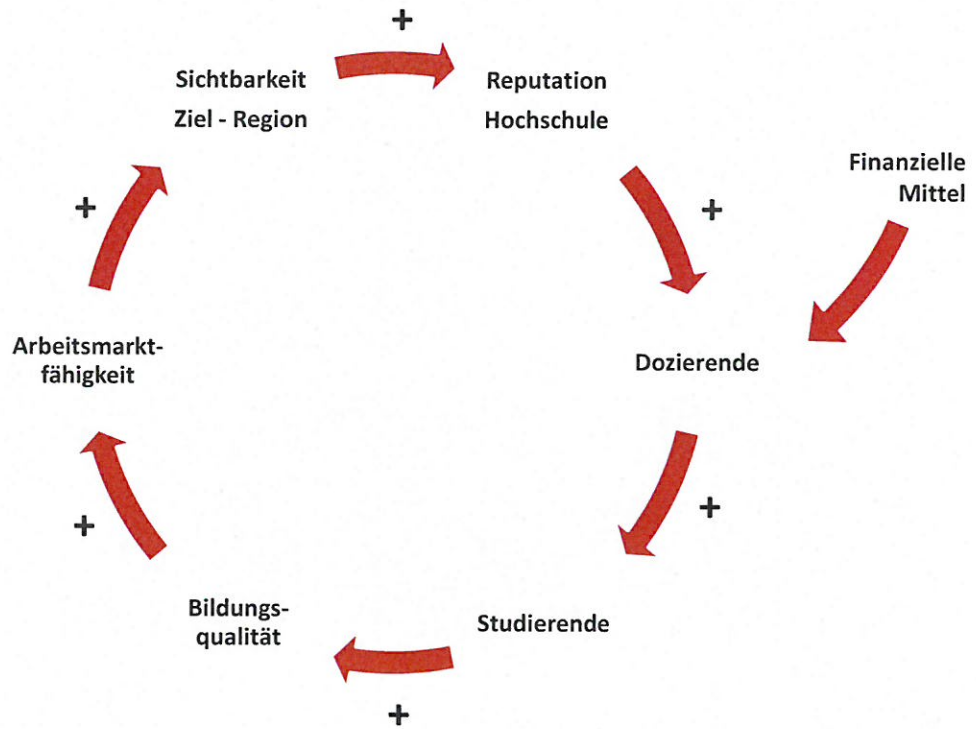 +
Sichtbarkeit
Ziel - Region
Reputation
Hochschule
Finanzielle
Mittel
+
+
Arbeitsmarkt-
fähigkeit
Dozierende
+
+
Bildungs-
qualität
Studierende
+